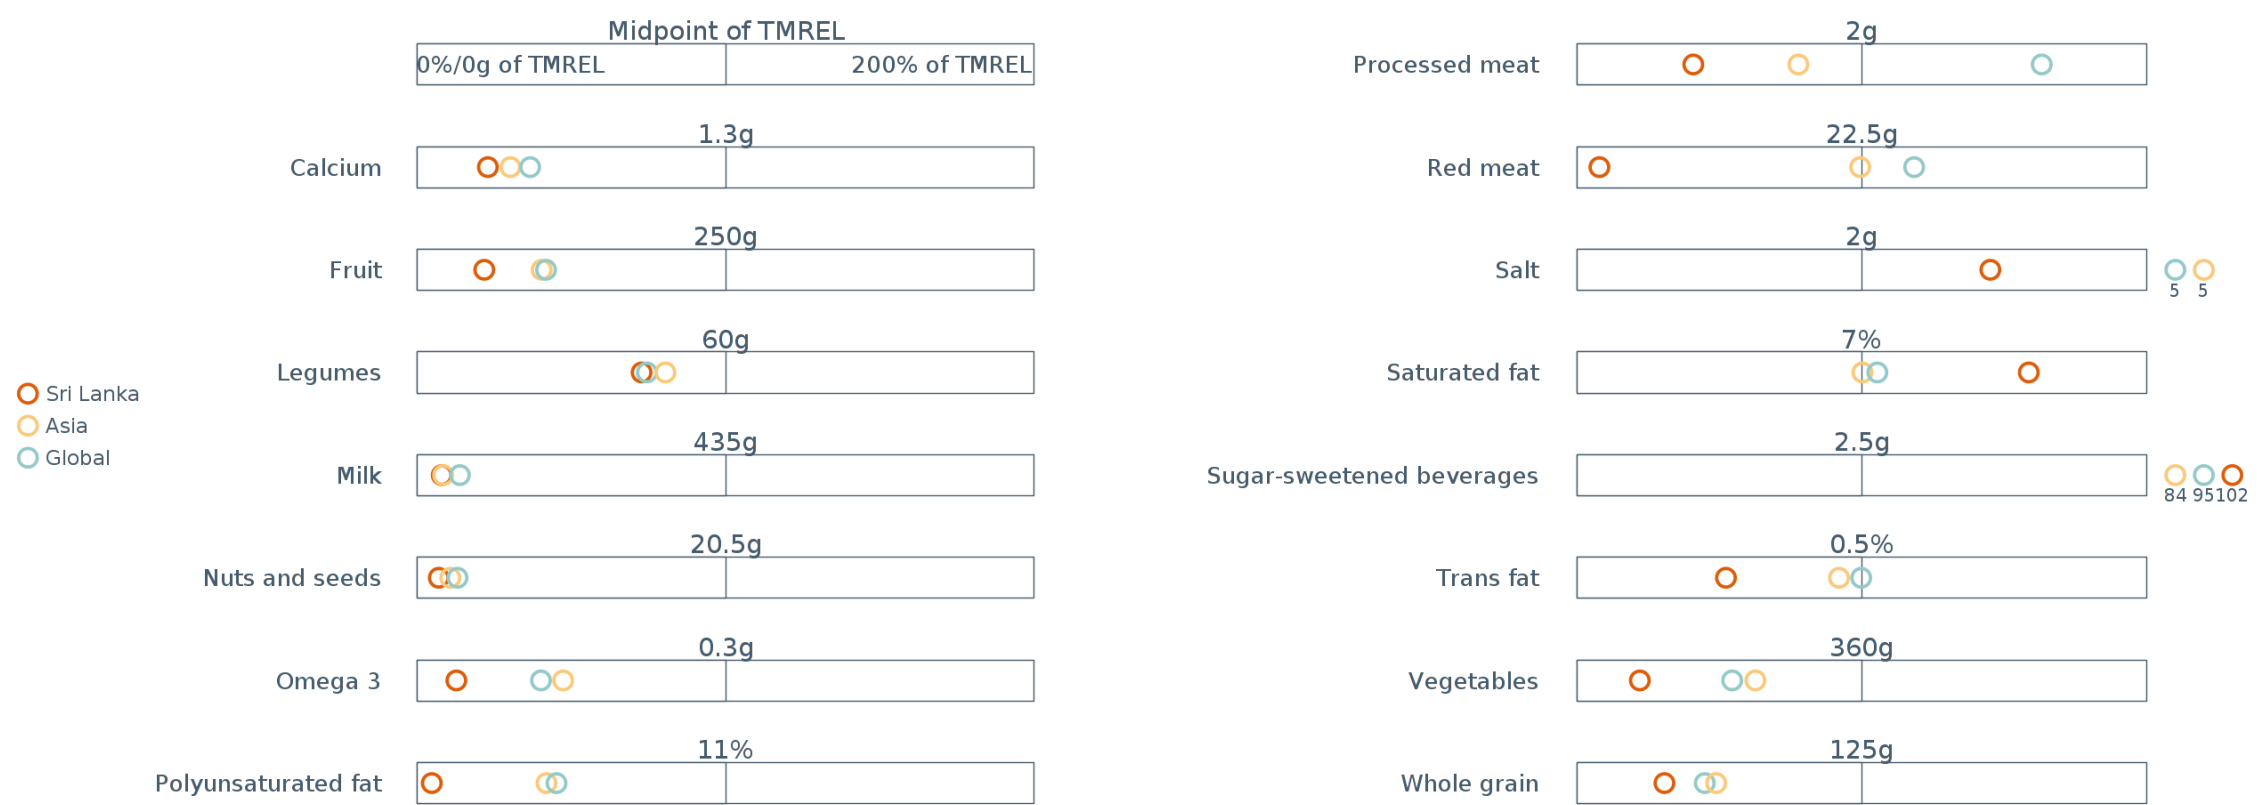 Midpoint of TMREL
0%/0g of TMREL
200% of TMREL
1.3g
Calcium
250g
Fruit
60g
Legumes
435g
Milk
20.5g
Nuts and seeds
0.3g
Omega 3
11%
Polyunsaturated fat
Sri Lanka
Asia
Global
2g
Processed meat
22.5g
Red meat
2g
Salt
5 5
7%
Saturated fat
2.5g
Sugar-sweetened beverages
84 95 102
0.5%
Trans fat
360g
Vegetables
125g
Whole grain